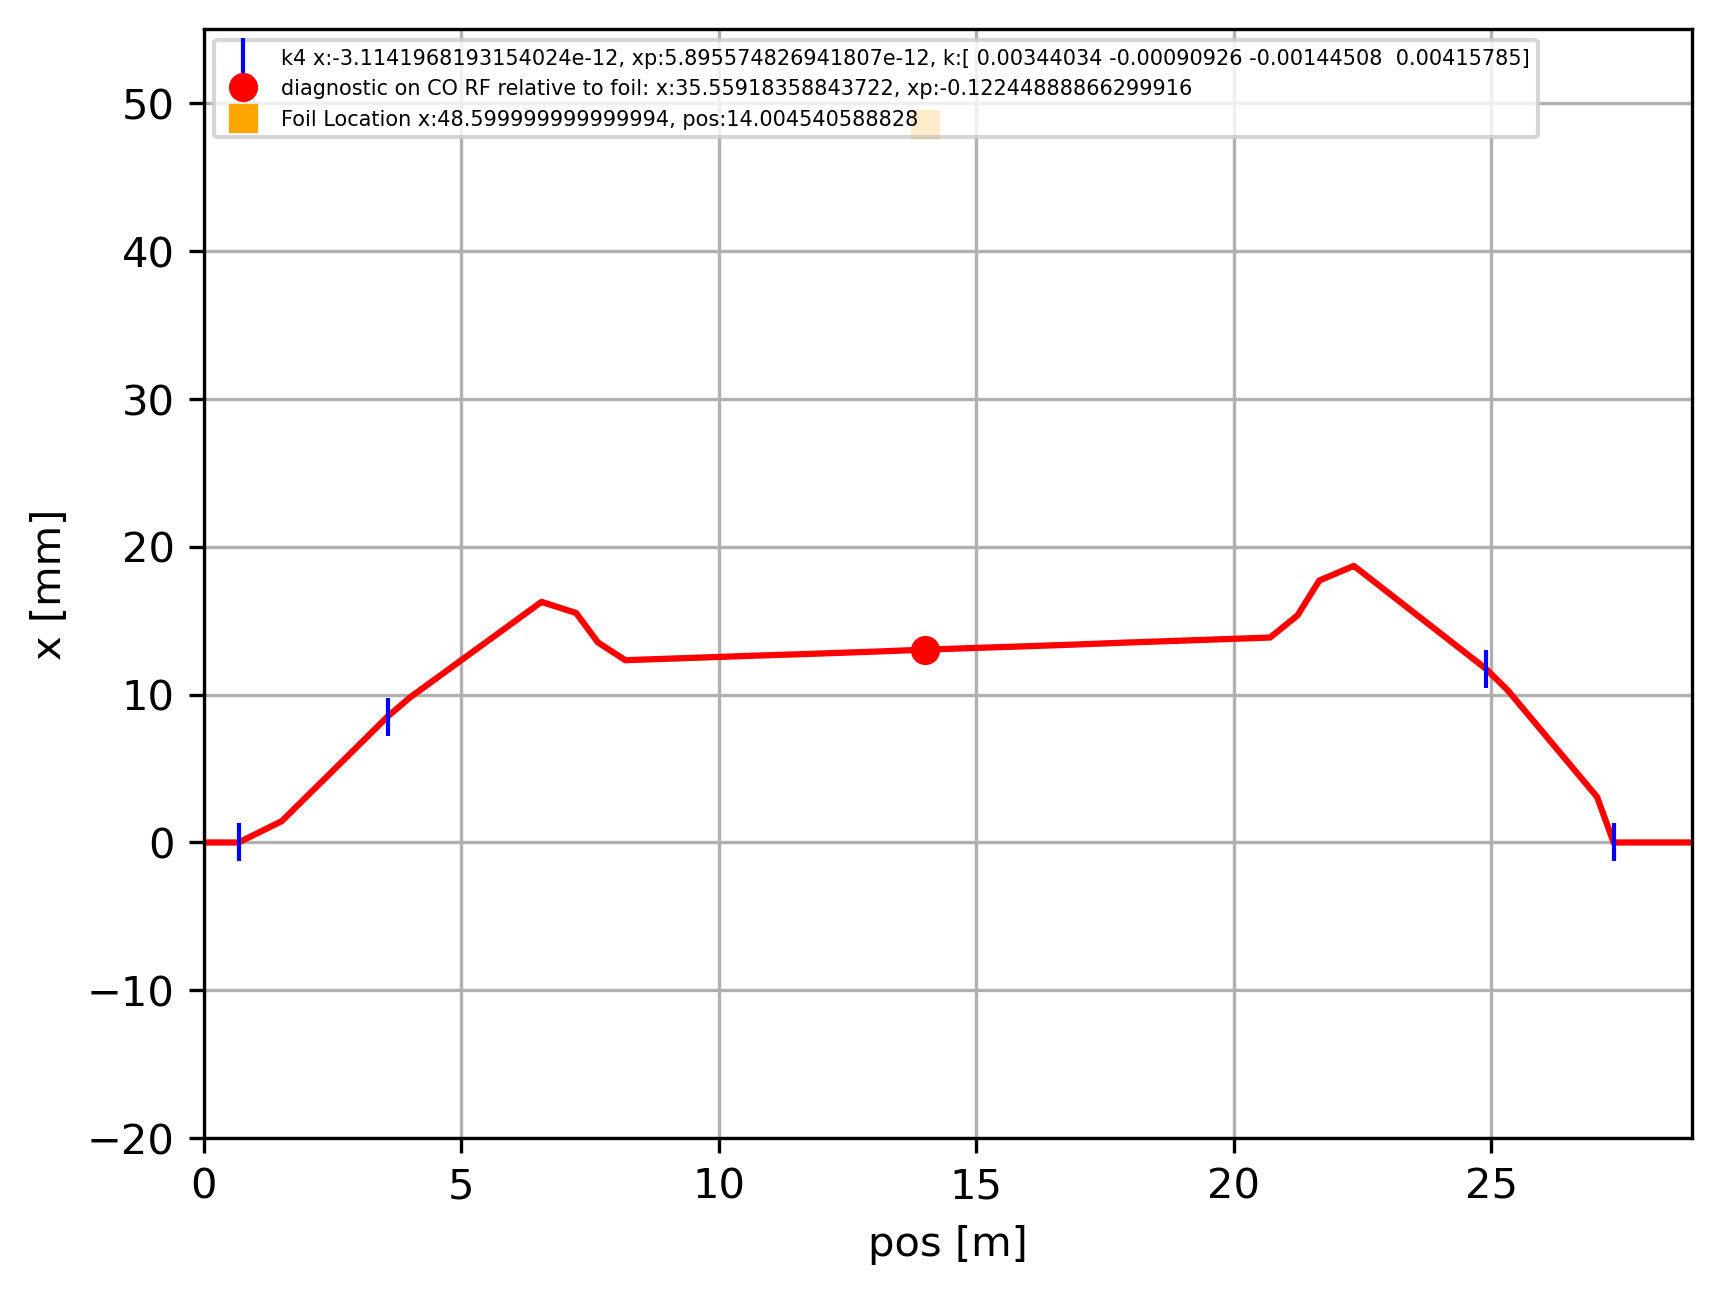 k4 x:-3.1141968193154024e-12, xp:5.895574826941807e-12, k:[ 0.00344034 -0.00090926 -0.00144508  0.00415785]
diagnostic on CO RF relative to foil: x:35.55918358843722, xp:-0.12244888866299916
Foil Location x:48.599999999999994, pos:14.004540588828
50
40
30
20
10
0
−10
−20
x [mm]
0 5 10 15 20 25
pos [m]